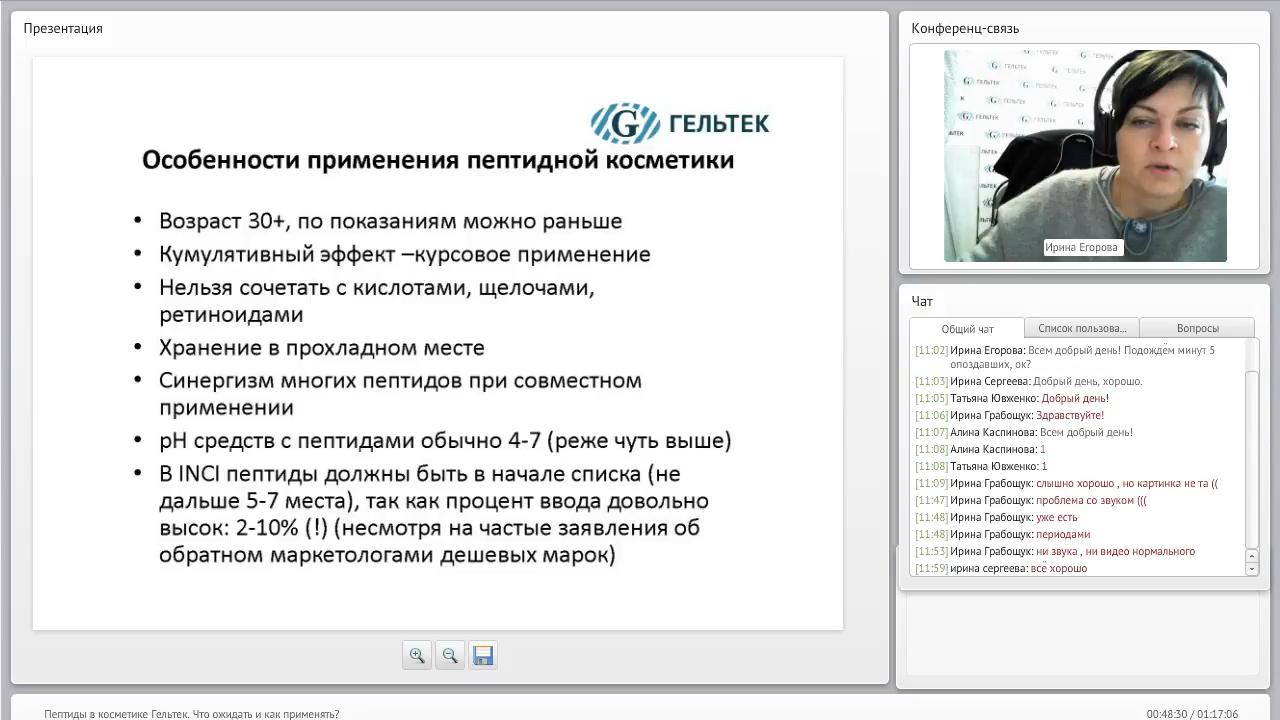 Презентация
ГЕЛЬТЕК
Особенности применения пептидной косметики
• Возраст 30+, по показаниям можно раньше
• Кумулятивный эффект –курсовое применение
• Нельзя сочетать с кислотами, щелочами,
ретиноидами
• Хранение в прохладном месте
• Синергизм многих пептидов при совместном
применении
• pH средств с пептидами обычно 4-7 (реже чуть выше)
• В INCI пептиды должны быть в начале списка (не
дальше 5-7 места), так как процент ввода довольно
высок: 2-10% (!) (несмотря на частые заявления об
обратном маркетологами дешевых марок)
Конференц-связь
ГЕЛЬТЕК
Ирина Егорова
Чат
Общий чат
Список пользова...
Вопросы
[11:02] Ирина Егорова: Всем добрый день! Подождём минут 5
опоздавших, ок?
[11:03] Ирина Сергеева: Добрый день, хорошо.
[11:05] Татьяна Ювженко: Добрый день!
[11:06] Ирина Грабощук: Здравствуйте!
[11:07] Алина Каспинова: Всем добрый день!
[11:08] Алина Каспинова: 1
[11:08] Татьяна Ювженко: 1
[11:09] Ирина Грабощук: слышно хорошо , но картинка не та ((
[11:47] Ирина Грабощук: проблема со звуком (((
[11:48] Ирина Грабощук: уже есть
[11:48] Ирина Грабощук: периодами
[11:53] Ирина Грабощук: ни звука , ни видео нормального
[11:59] ирина сергеева: всё хорошо
Пептиды в косметике Гельтек. Что ожидать и как применять?
00:48:30 / 01:17:06